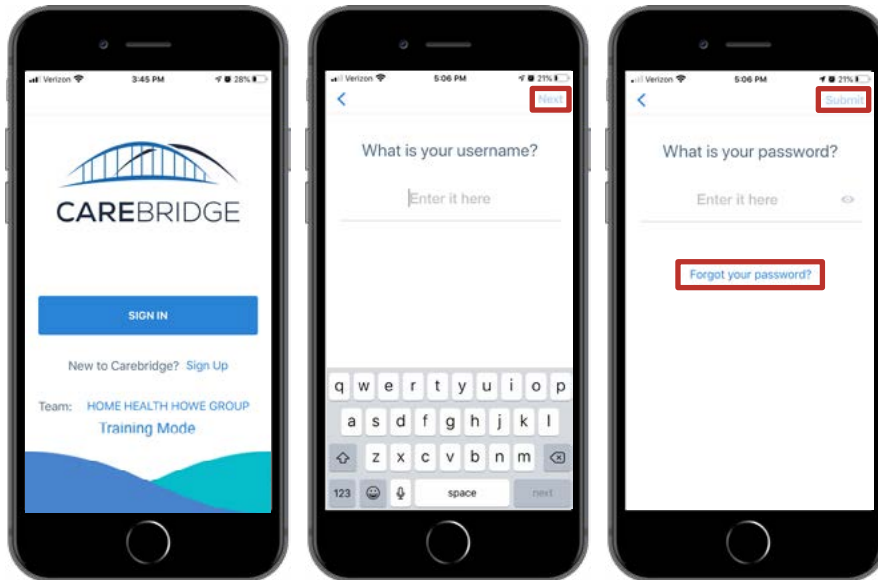 Verizon 3:45 PM 28%
CAREBRIDGE
SIGN IN
New to Carebridge? Sign Up
Team: HOME HEALTH HOWE GROUP
Training Mode
Verizon 5:06 PM 21%
Next
What is your username?
Enter it here
q w e r t y u i o p
a s d f g h j k l
z x c v b n m
123 space next
Verizon 5:06 PM 21%
Submit
What is your password?
Enter it here
Forgot your password?